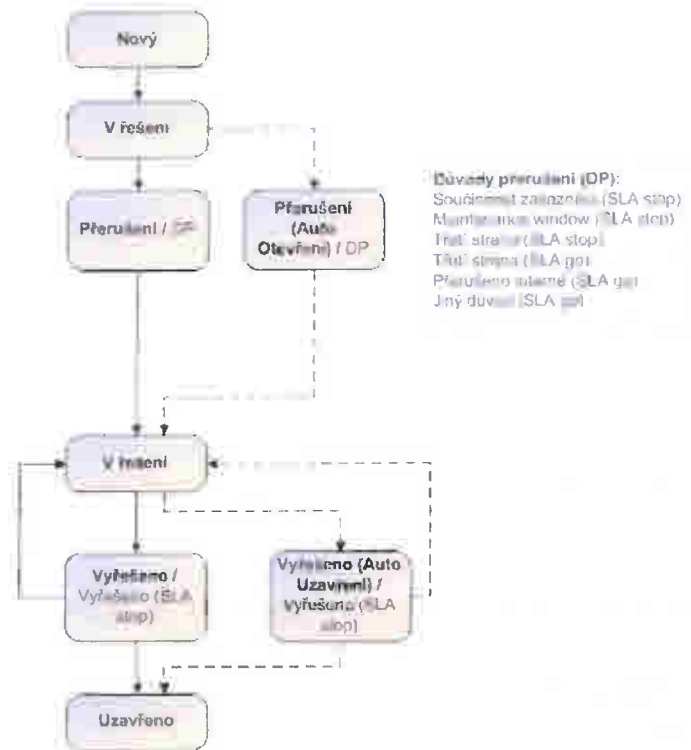 Nový
V řešení
Přerušení / DP
Přerušení
(Auto
Otevření) / DP
Důvody přerušení (DP):
Součinnost zákazníka (SLA stop)
Maintenance window (SLA stop)
Třetí strana (SLA stop)
Třetí strana (SLA go)
Přerušeno interně (SLA go)
Jiný důvod (SLA go)
V řešení
Vyřešeno /
Vyřešeno (SLA
stop)
Vyřešeno (Auto
Uzavření) /
Vyřešeno (SLA
stop)
Uzavřeno